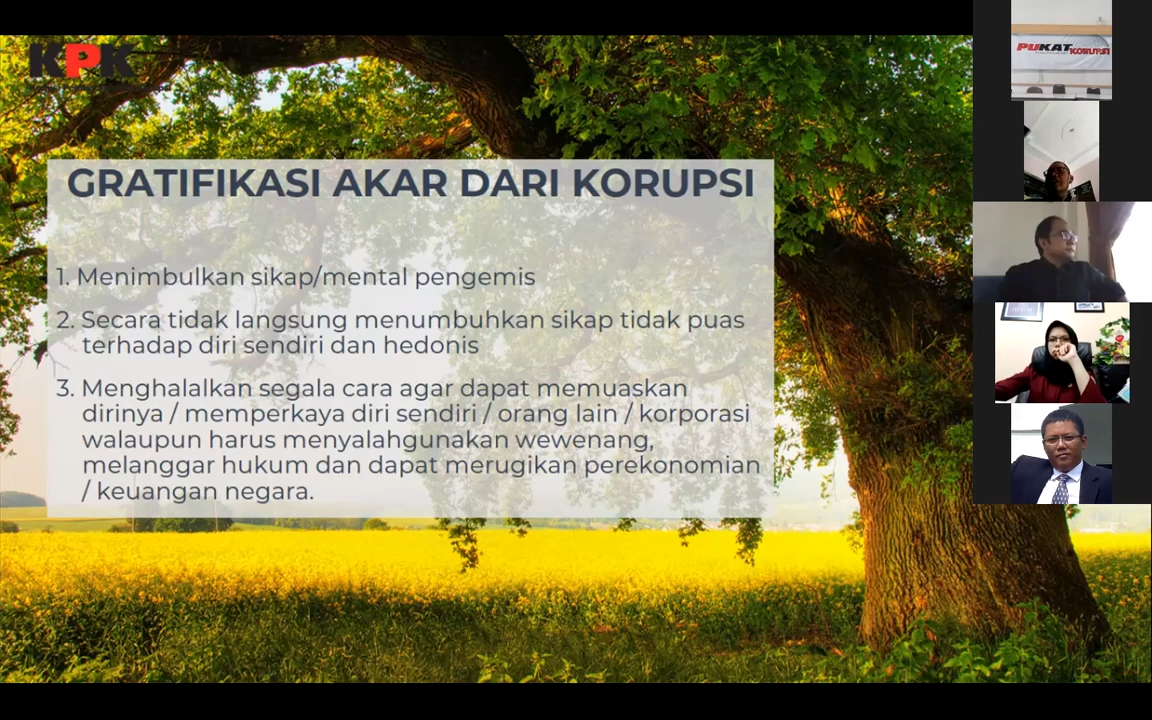 KPK
GRATIFIKASI AKAR DARI KORUPSI
1. Menimbulkan sikap/mental pengemis
2. Secara tidak langsung menumbuhkan sikap tidak puas
terhadap diri sendiri dan hedonis
3. Menghalalkan segala cara agar dapat memuaskan
dirinya / memperkaya diri sendiri / orang lain / korporasi
walaupun harus menyalahgunakan wewenang,
melanggar hukum dan dapat merugikan perekonomian
/ keuangan negara.
PUKAT
KORUPSI